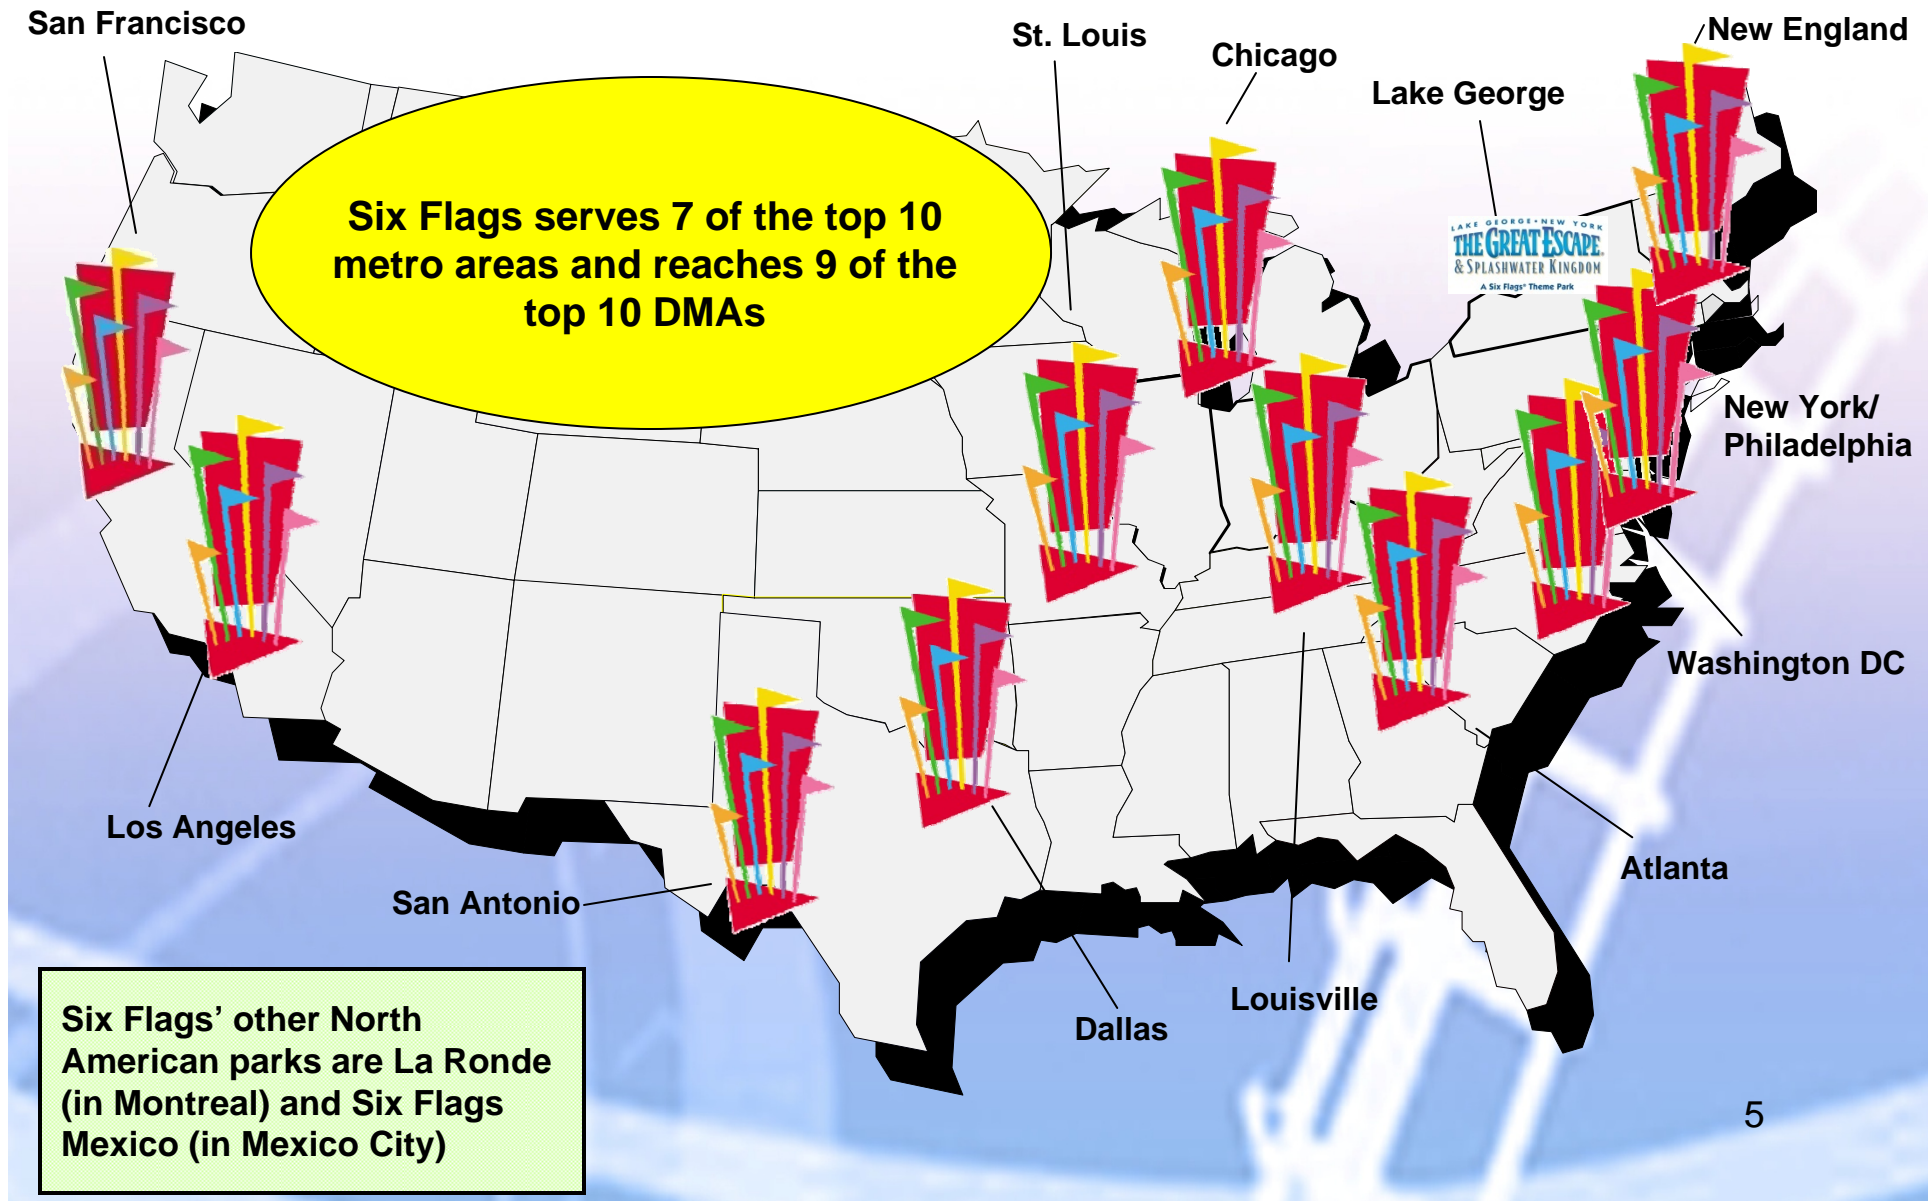 San Francisco
St. Louis
Chicago
New England
Lake George
Six Flags serves 7 of the top 10
metro areas and reaches 9 of the
top 10 DMAs
LAKE GEORGE • NEW YORK
THE GREAT ESCAPE
& SPLASHWATER KINGDOM
A Six Flags® Theme Park
New York/
Philadelphia
Washington DC
Los Angeles
Atlanta
San Antonio
Louisville
Dallas
Six Flags’ other North
American parks are La Ronde
(in Montreal) and Six Flags
Mexico (in Mexico City)
5